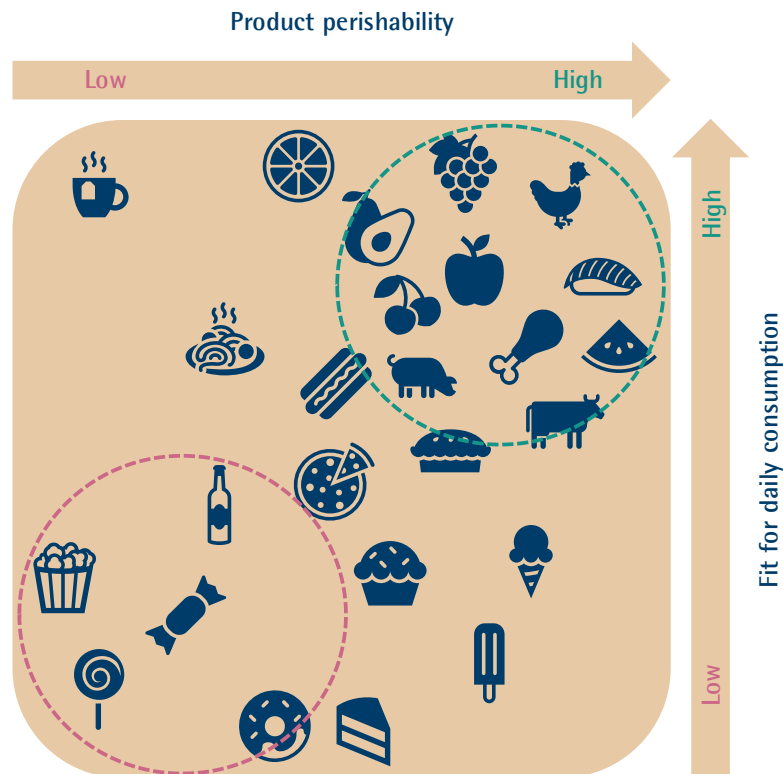 Product perishability
Low
High
High
Fit for daily consumption
Low